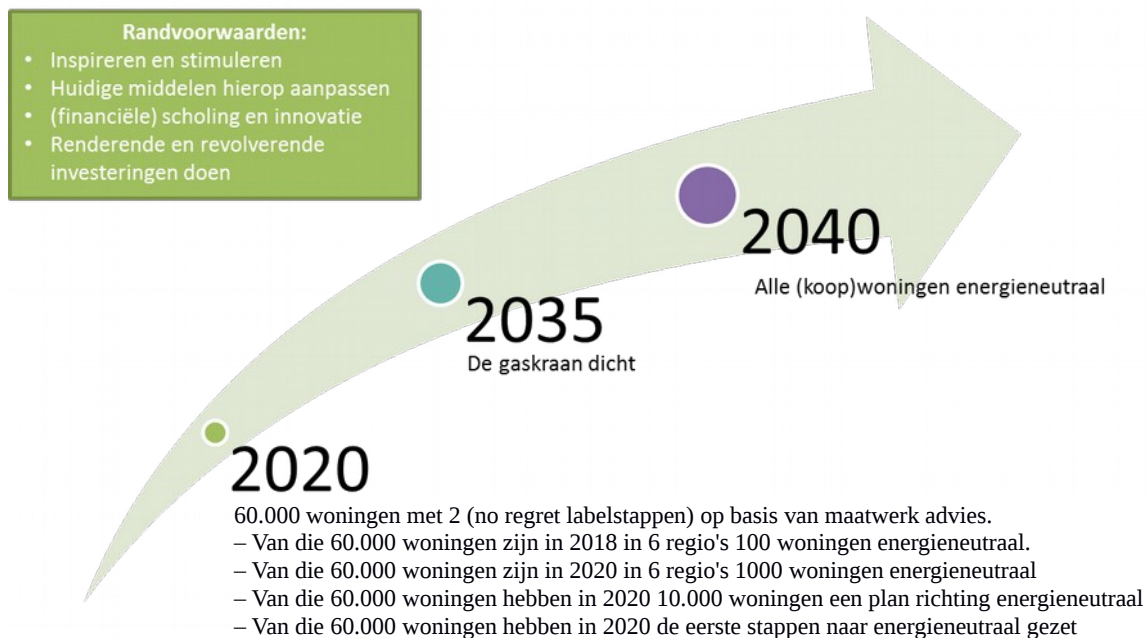 Randvoorwaarden:
• Inspireren en stimuleren
• Huidige middelen hierop aanpassen
• (financiële) scholing en innovatie
• Renderende en revolverende
investeringen doen
2040
Alle (koop)woningen energieneutraal
2035
De gaskraan dicht
2020
60.000 woningen met 2 (no regret labelstappen) op basis van maatwerk advies.
– Van die 60.000 woningen zijn in 2018 in 6 regio's 100 woningen energieneutraal.
– Van die 60.000 woningen zijn in 2020 in 6 regio's 1000 woningen energieneutraal
– Van die 60.000 woningen hebben in 2020 10.000 woningen een plan richting energieneutraal
– Van die 60.000 woningen hebben in 2020 de eerste stappen naar energieneutraal gezet